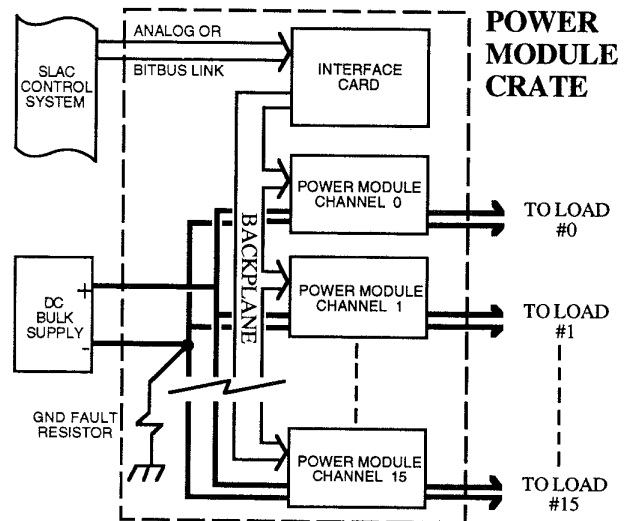 POWER
MODULE
CRATE
ANALOG OR
BITBUS LINK
SLAC
CONTROL
SYSTEM
INTERFACE
CARD
POWER MODULE
CHANNEL 0
TO LOAD
#0
BACKPLANE
DC
BULK
SUPPLY
+
-
POWER MODULE
CHANNEL 1
TO LOAD
#1
GND FAULT
RESISTOR
POWER MODULE
CHANNEL 15
TO LOAD
#15